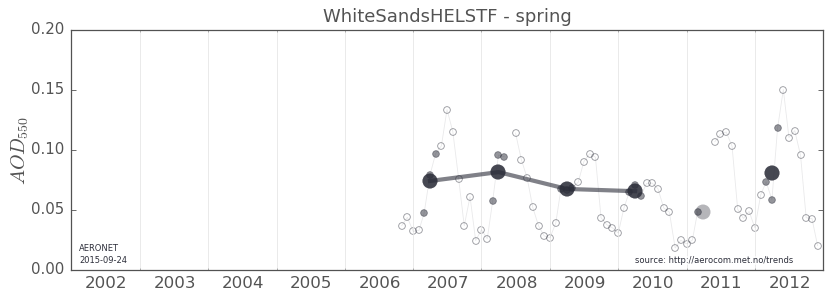 WhiteSandsHELSTF - spring
0.20
0.15
0.10
0.05
0.00
AOD550
AERONET
2015-09-24
source: http://aerocom.met.no/trends
2002 2003 2004 2005 2006 2007 2008 2009 2010 2011 2012